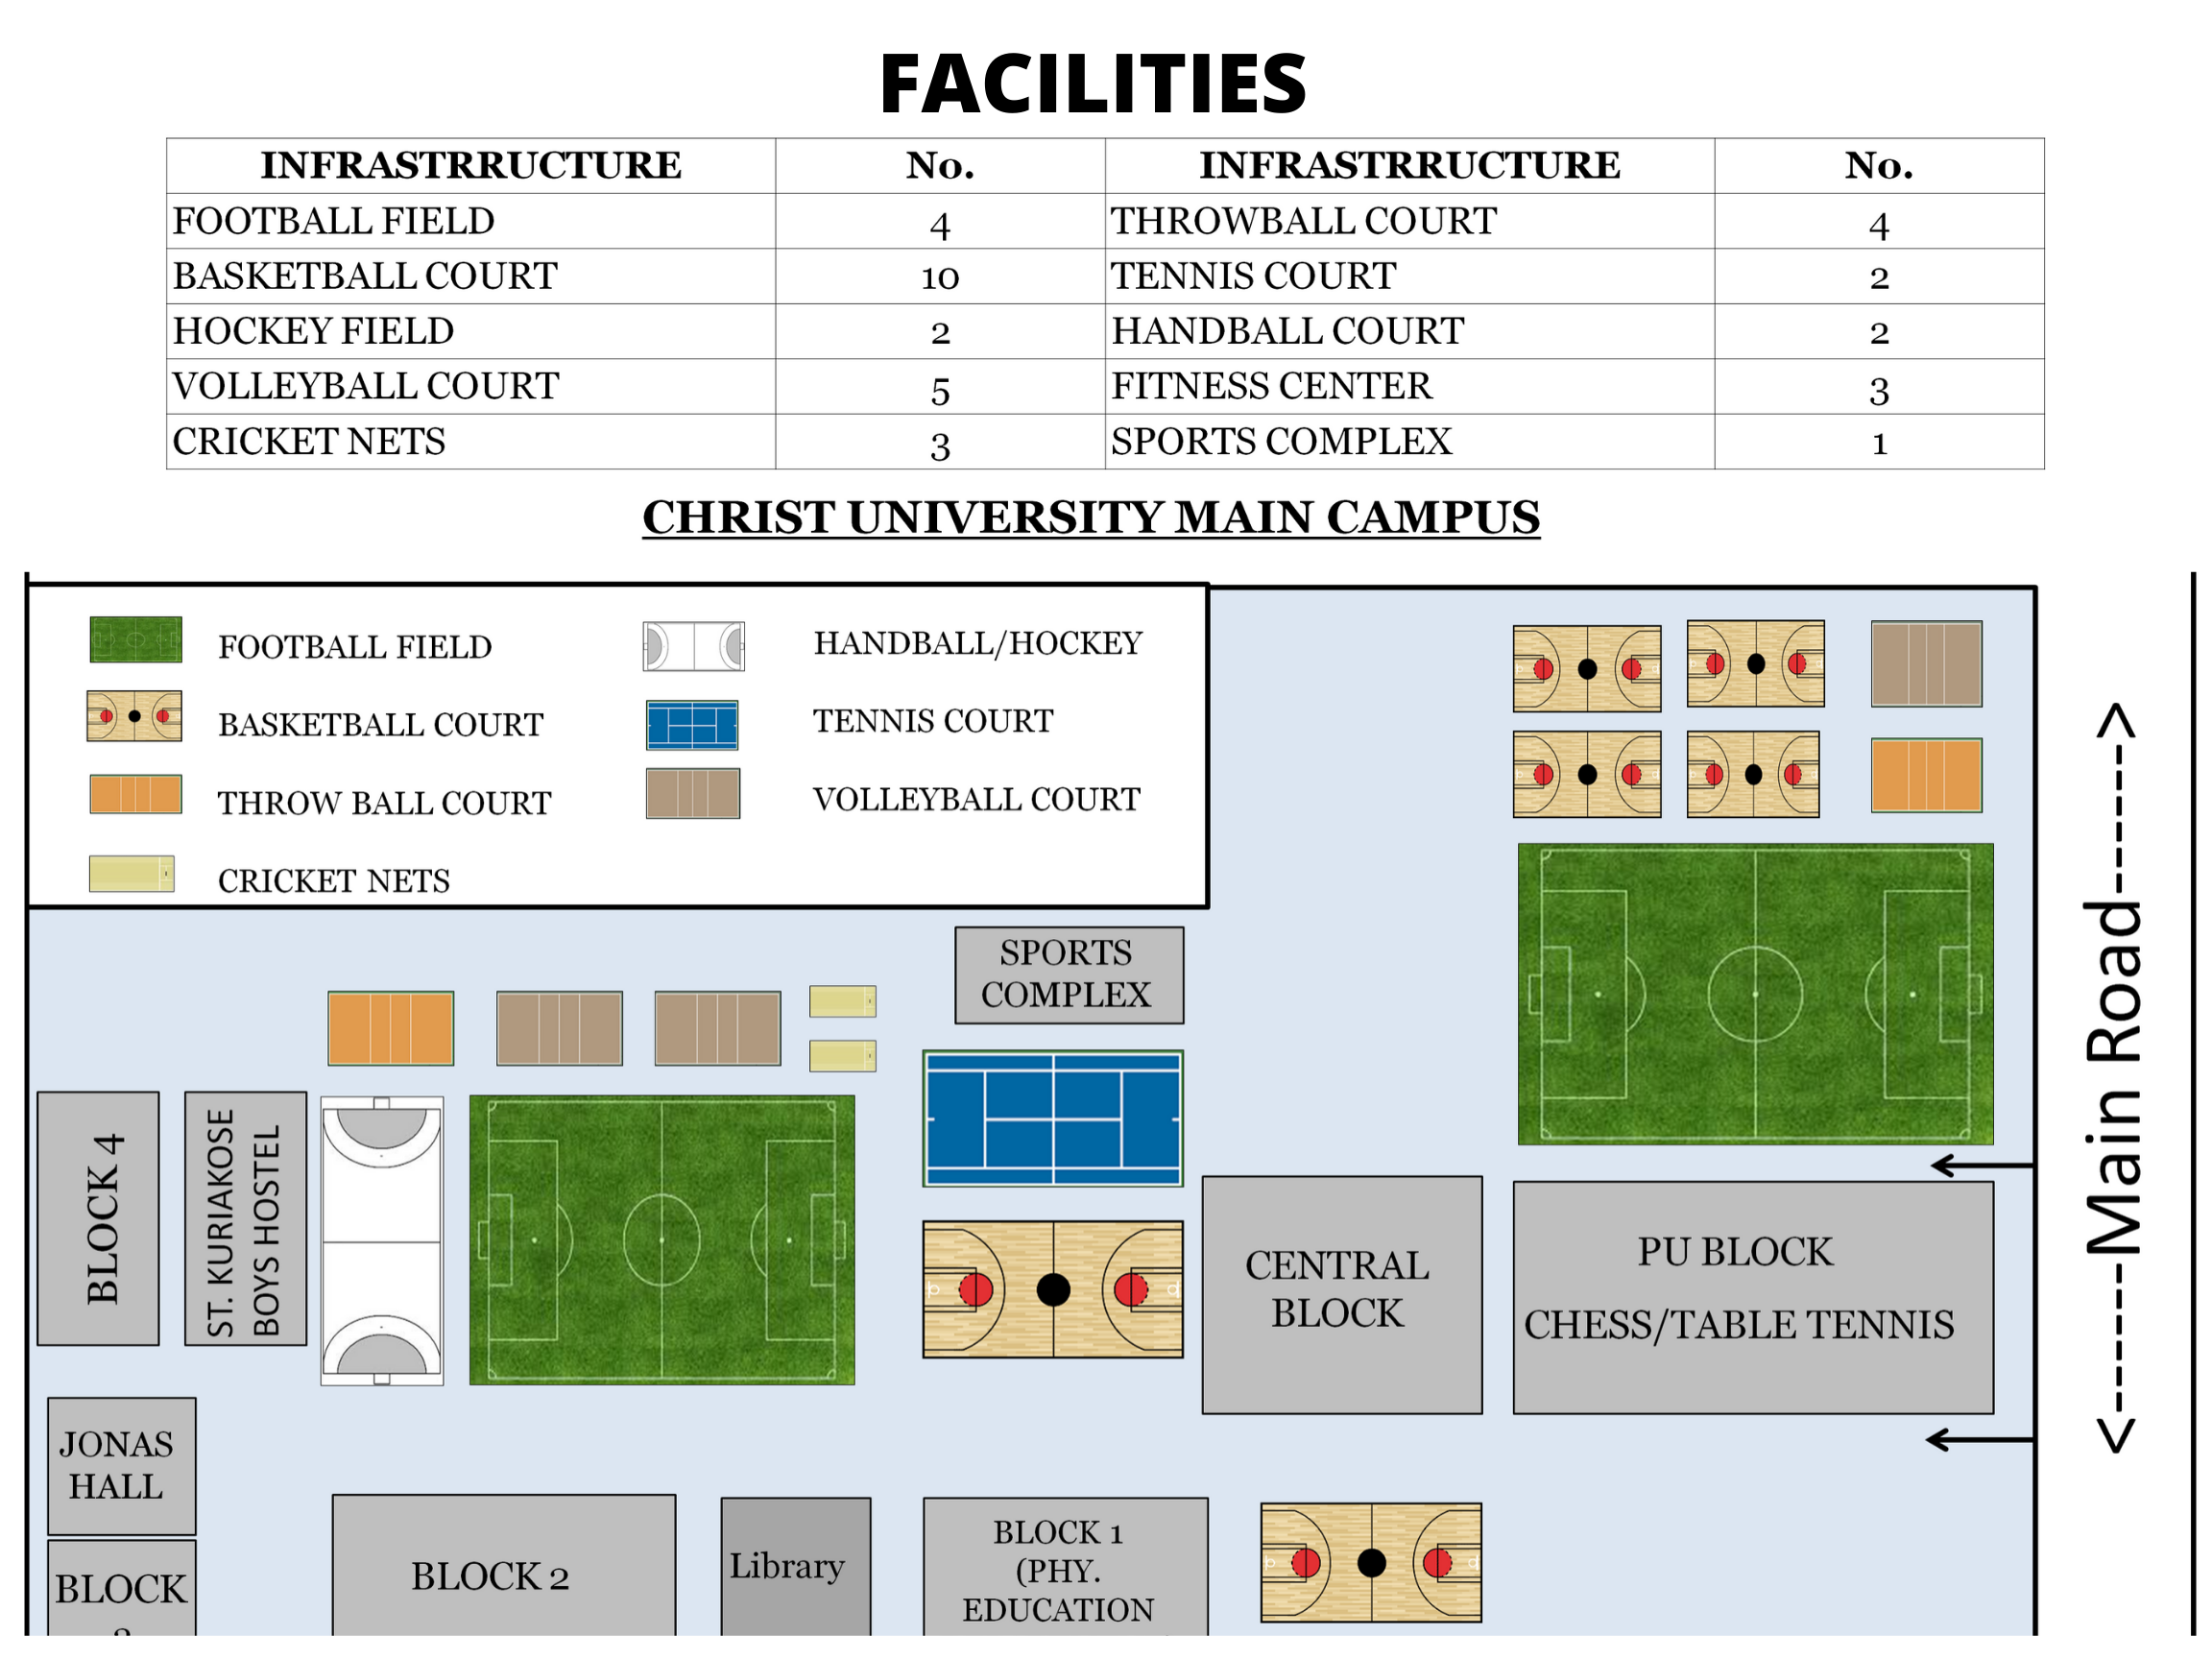 FACILITIES
INFRASTRRUCTURE No. INFRASTRRUCTURE No.
FOOTBALL FIELD 4 THROWBALL COURT 4
BASKETBALL COURT 10 TENNIS COURT 2
HOCKEY FIELD 2 HANDBALL COURT 2
VOLLEYBALL COURT 5 FITNESS CENTER 3
CRICKET NETS 3 SPORTS COMPLEX 1
CHRIST UNIVERSITY MAIN CAMPUS
FOOTBALL FIELD
HANDBALL/HOCKEY
BASKETBALL COURT
TENNIS COURT
THROW BALL COURT
VOLLEYBALL COURT
CRICKET NETS
SPORTS
COMPLEX
BLOCK 4
ST. KURIAKOSE
BOYS HOSTEL
CENTRAL
BLOCK
PU BLOCK
CHESS/TABLE TENNIS
<-------Main Road------->
JONAS
HALL
BLOCK
BLOCK 2
Library
BLOCK 1
(PHY.
EDUCATION